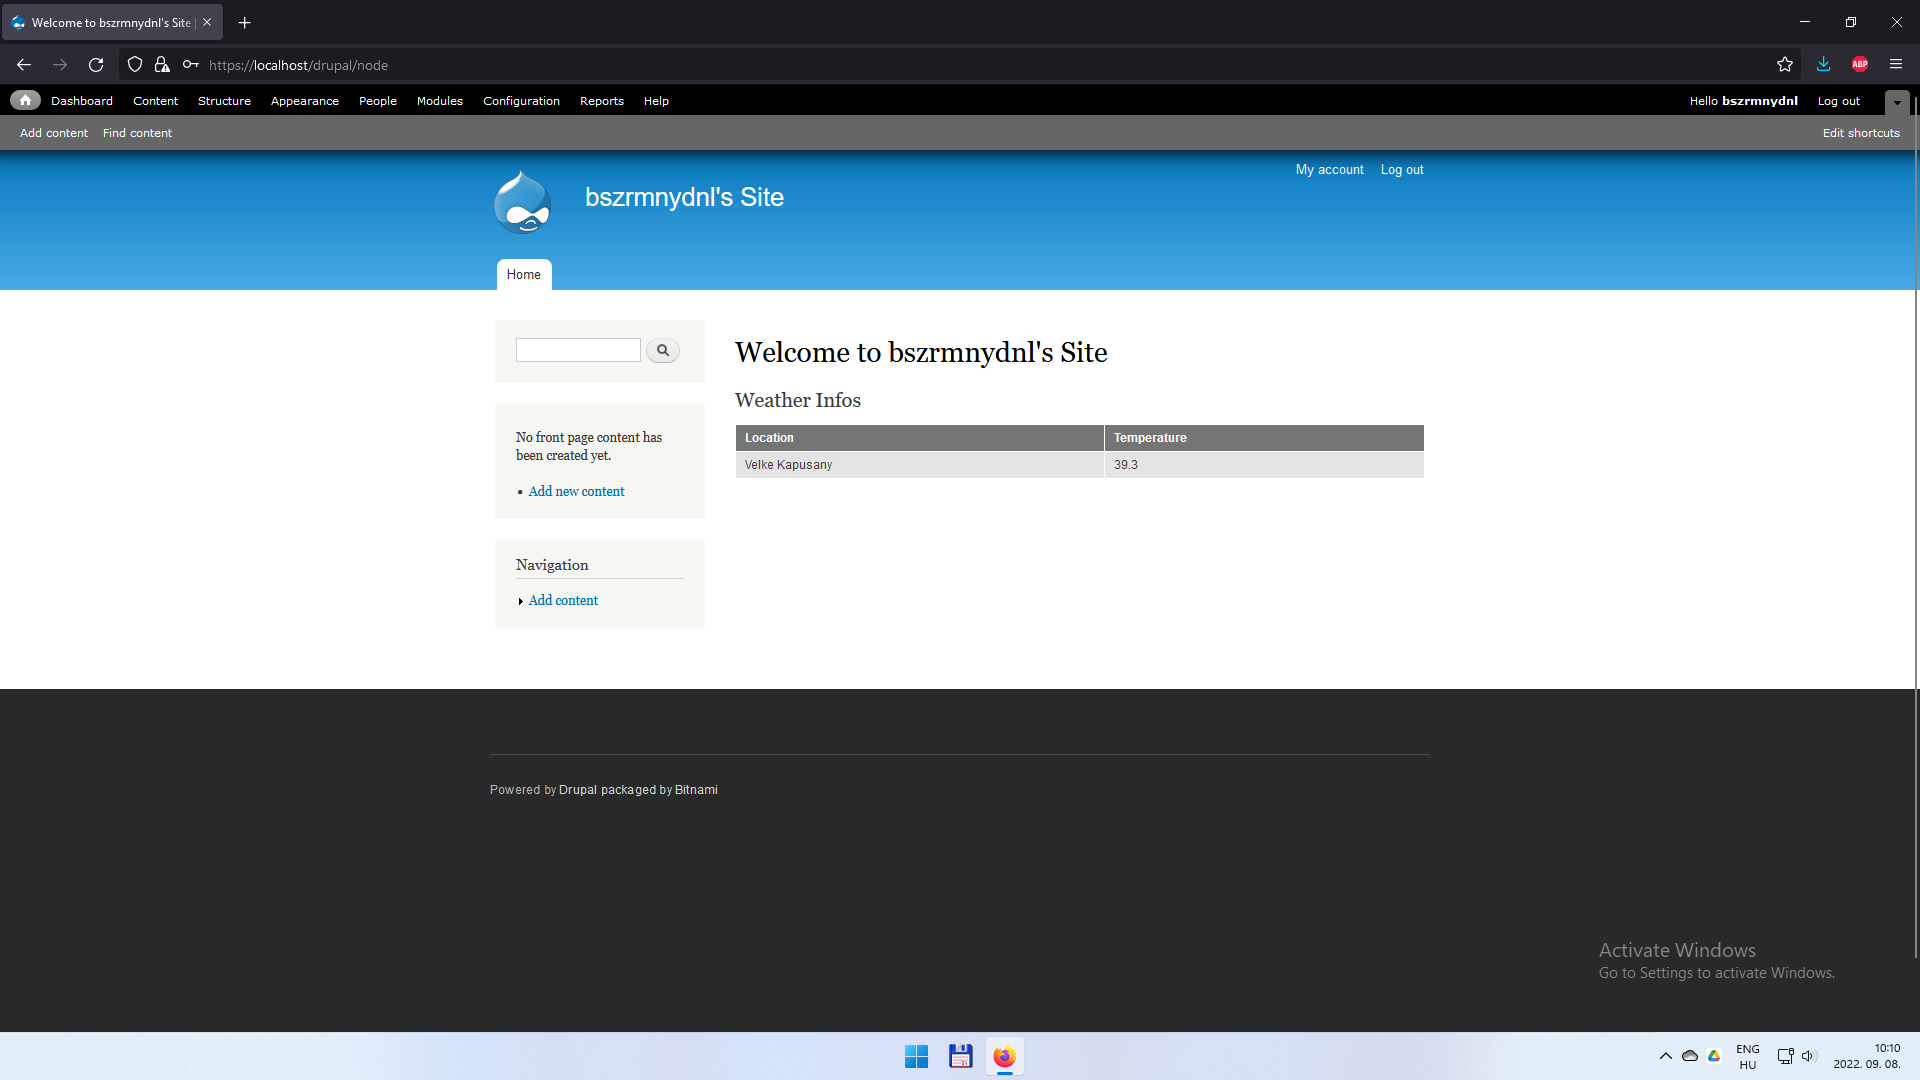 Welcome to bszrmnydnl's Site |
https://localhost/drupal/node
ABP
Dashboard Content Structure Appearance People Modules Configuration Reports Help
Hello bszrmnydnl Log out
Add content Find content
Edit shortcuts
My account Log out
bszrmnydnl's Site
Home
Welcome to bszrmnydnl's Site
Weather Infos
Location Temperature
Velke Kapusany 39.3
No front page content has
been created yet.
Add new content
Navigation
Add content
Powered by Drupal packaged by Bitnami
Activate Windows
Go to Settings to activate Windows.
ENG
HU
10:10
2022. 09. 08.